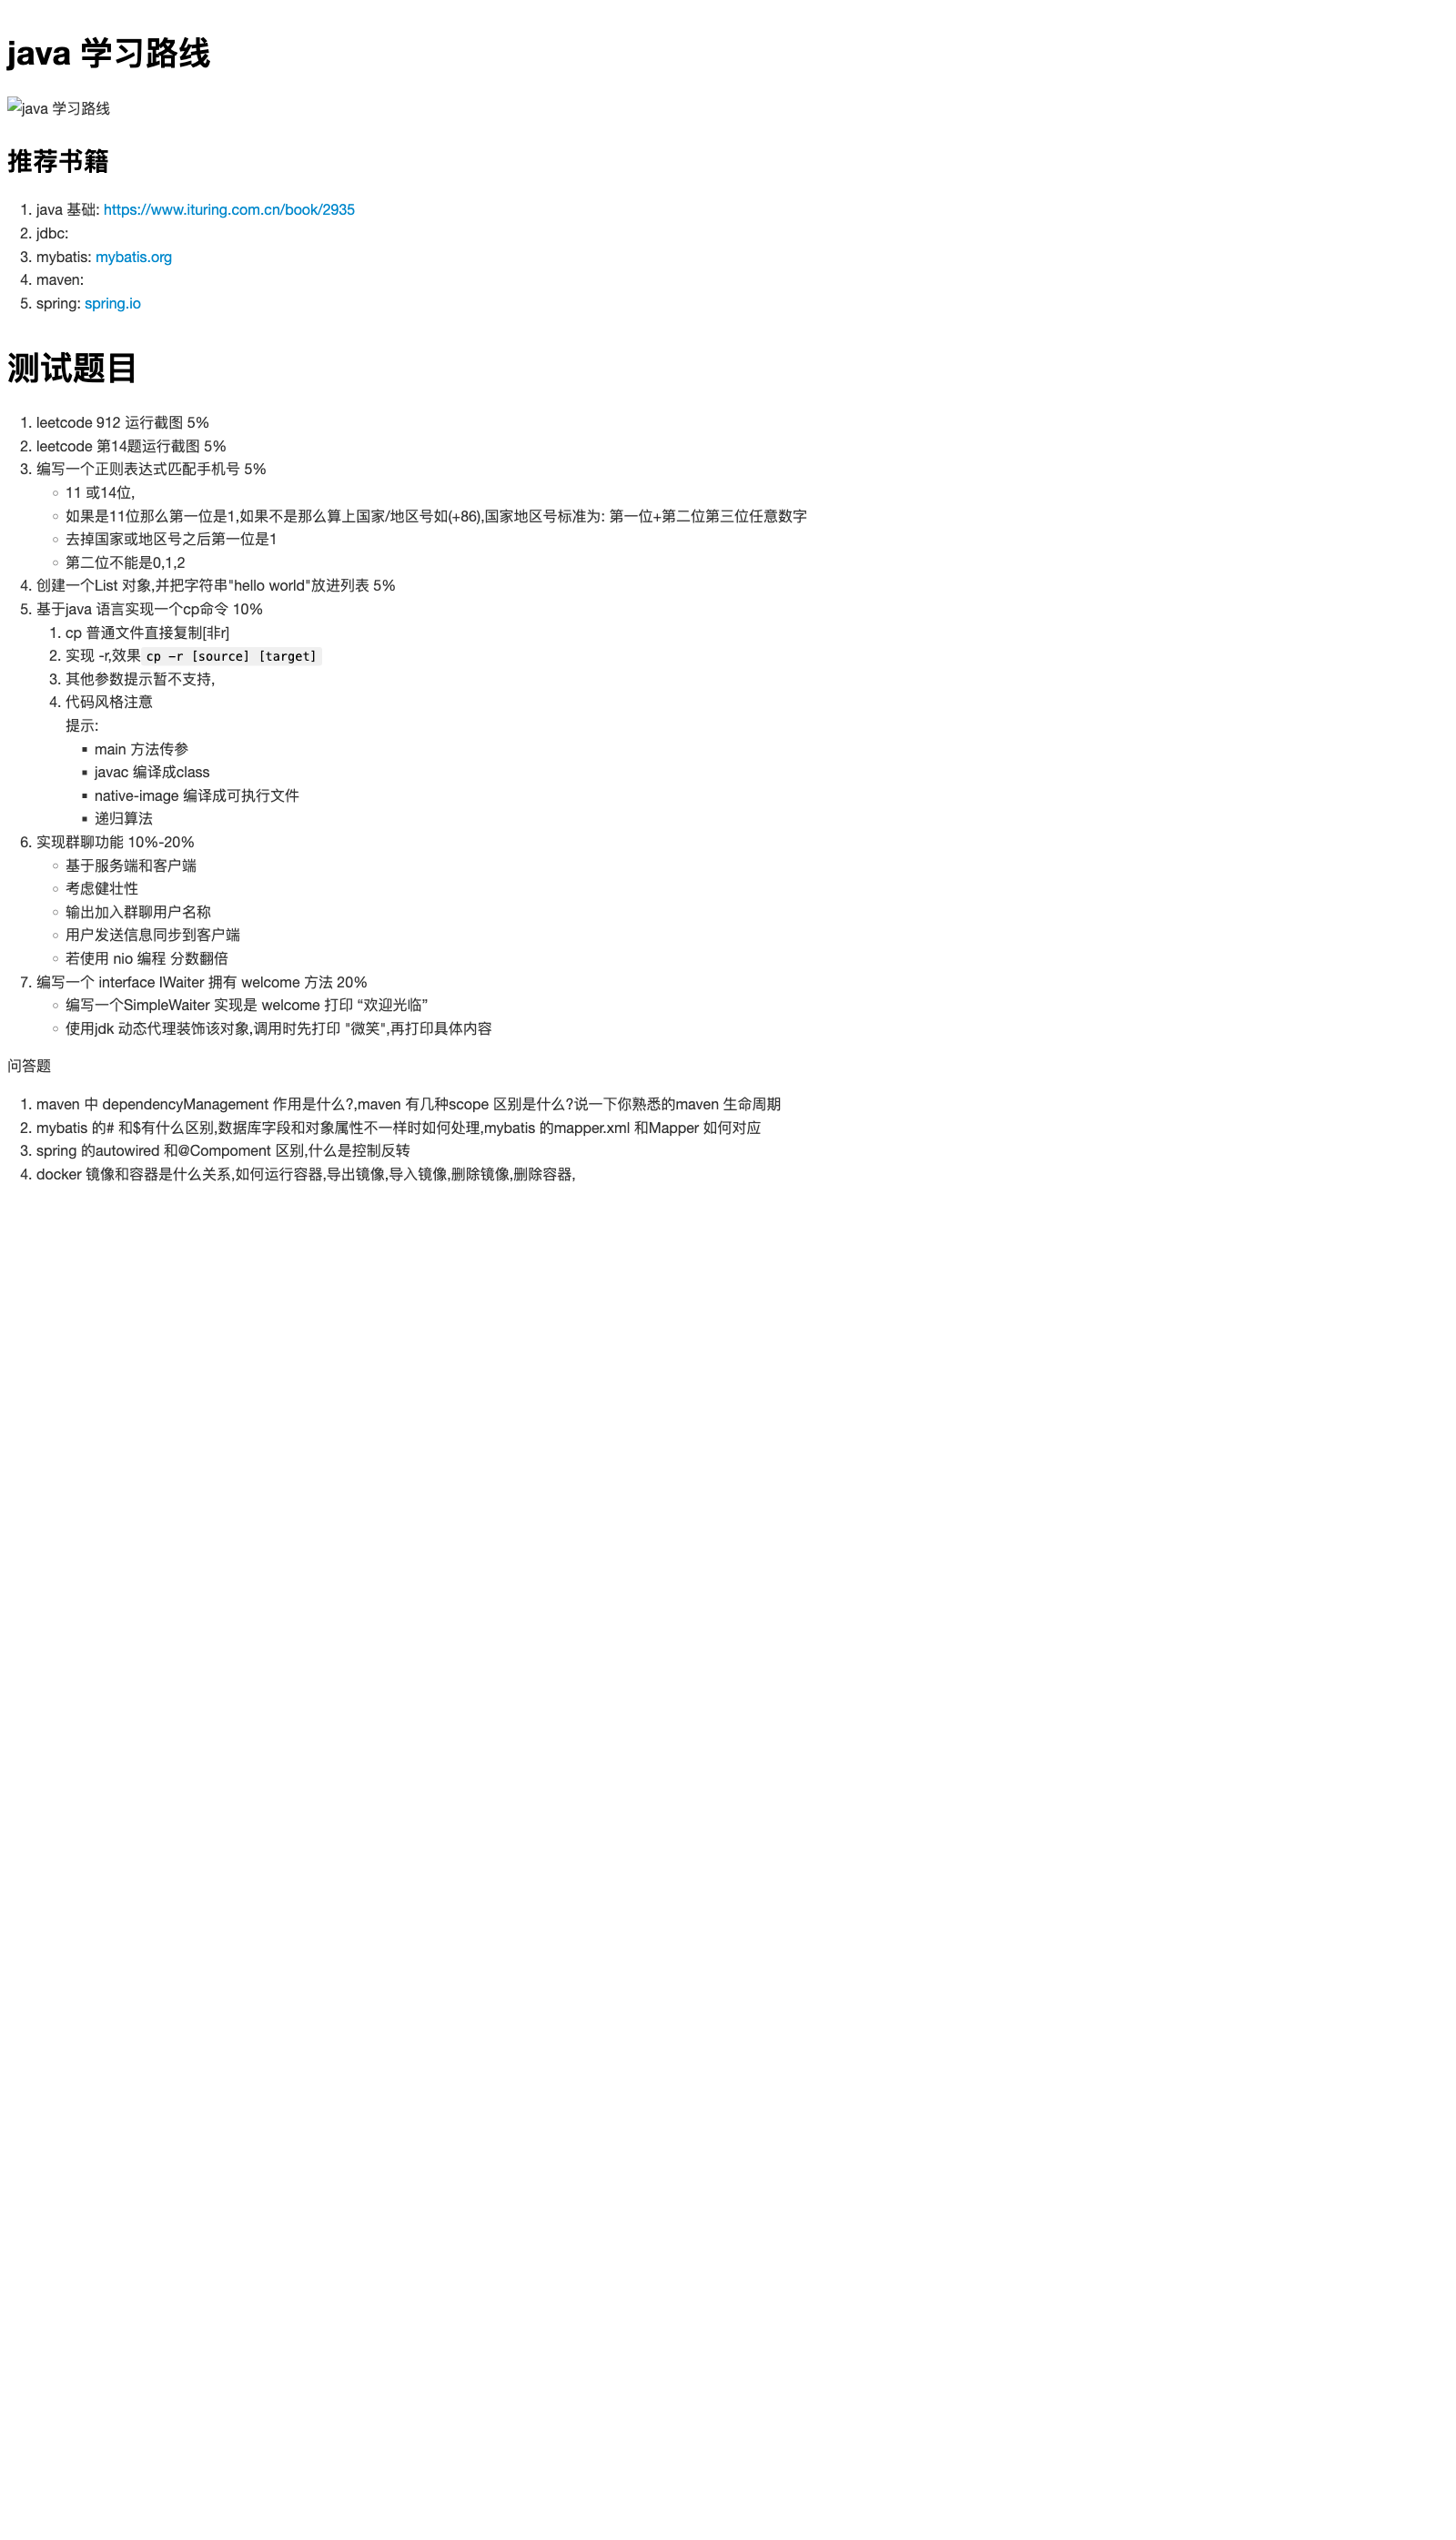 java 学习路线
java 学习路线
推荐书籍
1. java 基础: https://www.ituring.com.cn/book/2935
2. jdbc:
3. mybatis: mybatis.org
4. maven:
5. spring: spring.io
测试题目
1. leetcode 912 运行截图 5%
2. leetcode 第14题运行截图 5%
3. 编写一个正则表达式匹配手机号 5%
◦ 11 或14位,
◦ 如果是11位那么第一位是1,如果不是那么算上国家/地区号如(+86),国家地区号标准为: 第一位+第二位第三位任意数字
◦ 去掉国家或地区号之后第一位是1
◦ 第二位不能是0,1,2
4. 创建一个List 对象,并把字符串"hello world"放进列表 5%
5. 基于java 语言实现一个cp命令 10%
1. cp 普通文件直接复制[非r]
2. 实现 -r,效果 cp -r [source] [target]
3. 其他参数提示暂不支持,
4. 代码风格注意
提示:
▪ main 方法传参
▪ javac 编译成class
▪ native-image 编译成可执行文件
▪ 递归算法
6. 实现群聊功能 10%-20%
◦ 基于服务端和客户端
◦ 考虑健壮性
◦ 输出加入群聊用户名称
◦ 用户发送信息同步到客户端
◦ 若使用 nio 编程 分数翻倍
7. 编写一个 interface IWaiter 拥有 welcome 方法 20%
◦ 编写一个SimpleWaiter 实现是 welcome 打印 “欢迎光临”
◦ 使用jdk 动态代理装饰该对象,调用时先打印 "微笑",再打印具体内容
问答题
1. maven 中 dependencyManagement 作用是什么?,maven 有几种scope 区别是什么?说一下你熟悉的maven 生命周期
2. mybatis 的# 和$有什么区别,数据库字段和对象属性不一样时如何处理,mybatis 的mapper.xml 和Mapper 如何对应
3. spring 的autowired 和@Compoment 区别,什么是控制反转
4. docker 镜像和容器是什么关系,如何运行容器,导出镜像,导入镜像,删除镜像,删除容器,